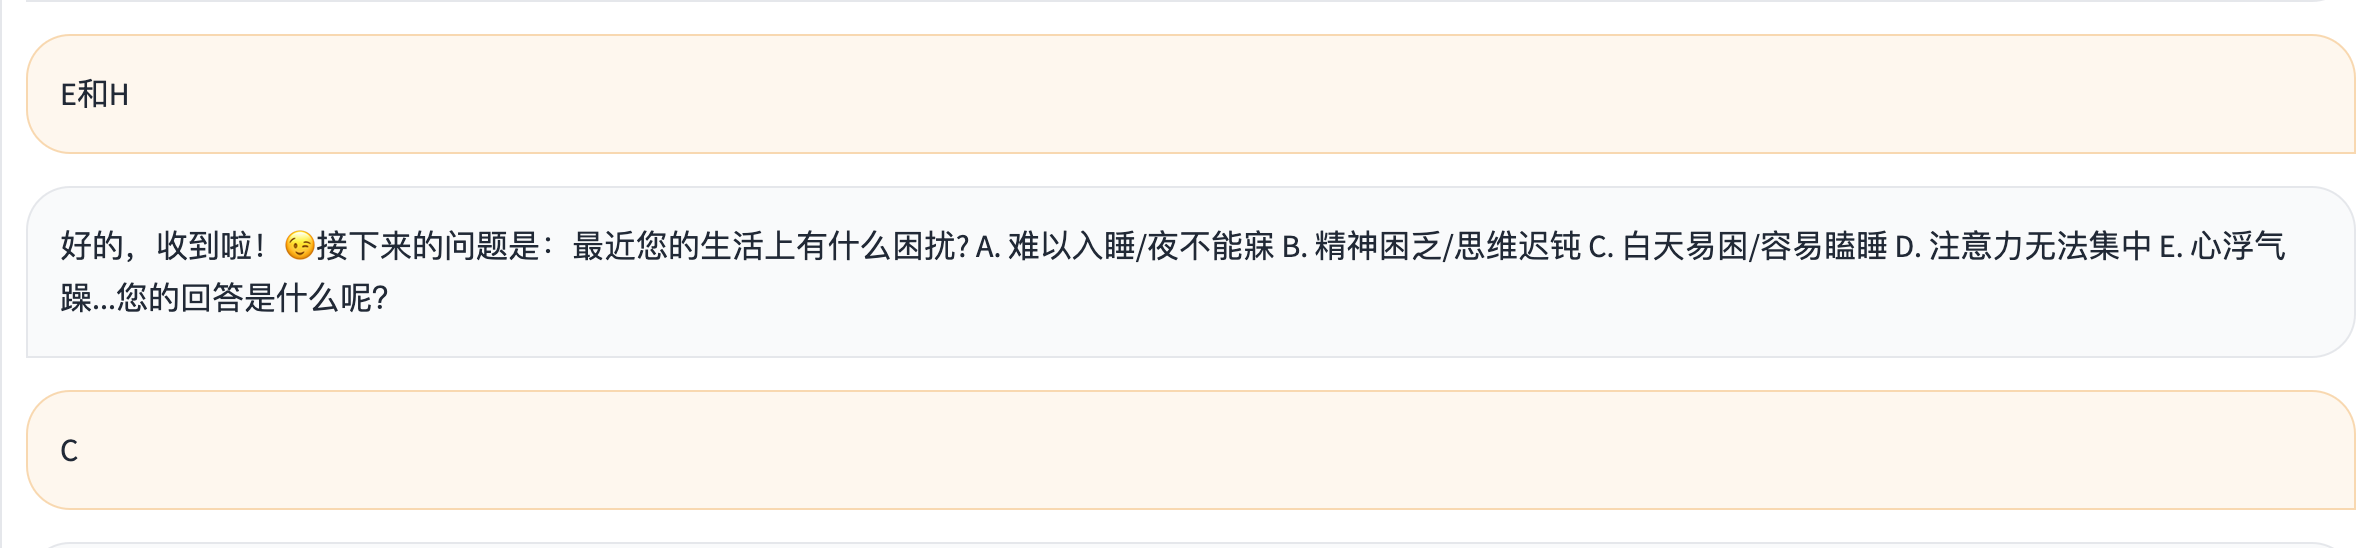 E和H
好的，收到啦！😉接下来的问题是：最近您的生活上有什么困扰? A. 难以入睡/夜不能寐 B. 精神困乏/思维迟钝 C. 白天易困/容易瞌睡 D. 注意力无法集中 E. 心浮气
躁...您的回答是什么呢?
C